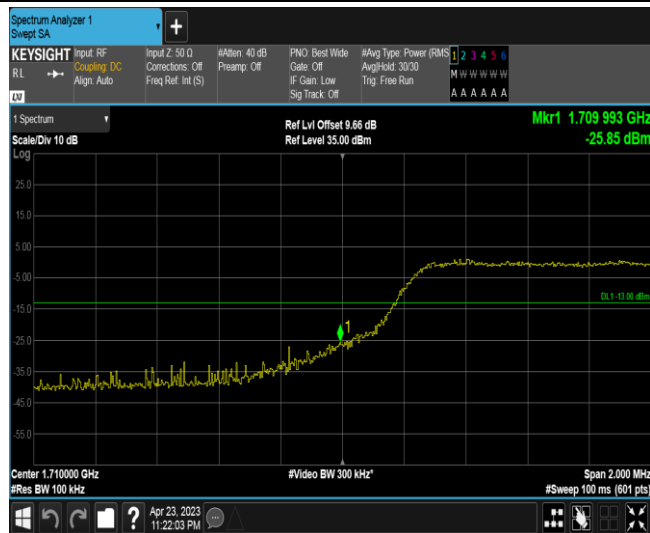 Spectrum Analyzer 1
Swept SA
+
KEYSIGHT
RL
Input: RF
Coupling: DC
Align: Auto
Input Z: 50 Ω
Corrections: Off
Freq Ref: Int (S)
#Atten: 40 dB
Preamp: Off
PNO: Best Wide
Gate: Off
IF Gain: Low
Sig Track: Off
#Avg Type: Power (RMS
Avg|Hold: 30/30
Trig: Free Run
1 2 3 4 5 6
M W W W W W
A A A A A A
LXI
1 Spectrum
Scale/Div 10 dB
Ref Lvl Offset 9.66 dB
Ref Level 35.00 dBm
Mkr1 1.709 993 GHz
-25.85 dBm
Log
25.0
15.0
5.00
-5.00
-15.0
-25.0
-35.0
-45.0
-55.0
DL1 -13.00 dBm
1
Center 1.710000 GHz
#Res BW 100 kHz
#Video BW 300 kHz*
Span 2.000 MHz
#Sweep 100 ms (601 pts)
?
Apr 23, 2023
11:22:03 PM